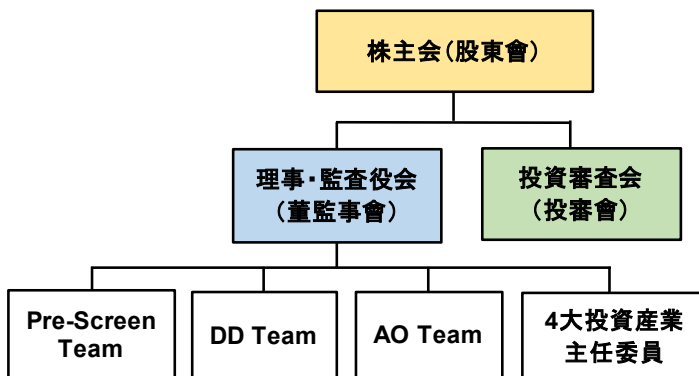 株主会(股東會)
理事・監査役会
(董監事會)
投資審査会
(投審會)
Pre-Screen
Team
DD Team
AO Team
4大投資産業
主任委員